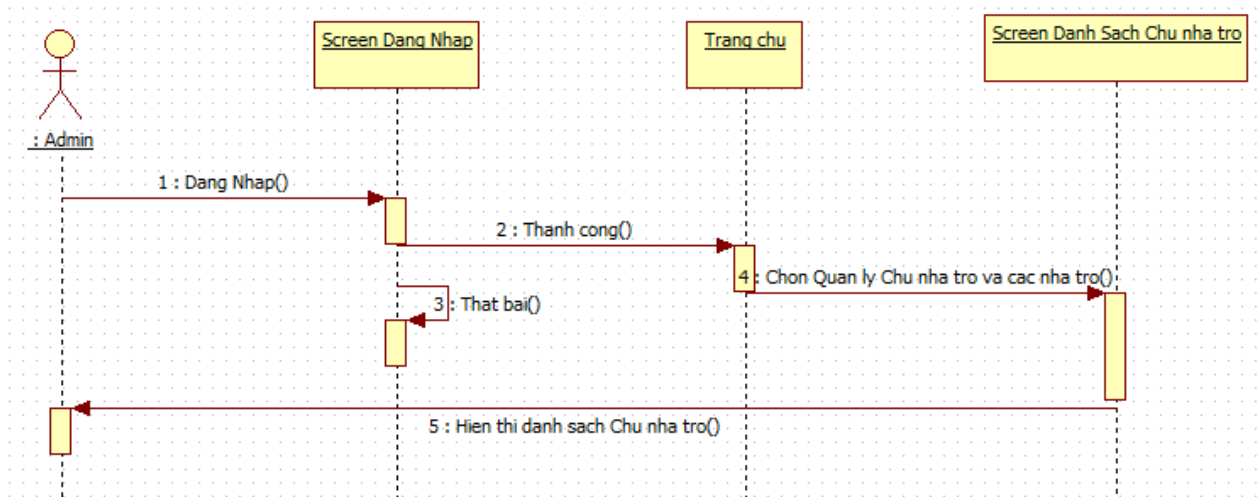 Screen Dang Nhap
Trang chu
Screen Danh Sach Chu nha tro
: Admin
1 : Dang Nhap()
2 : Thanh cong()
4 : Chon Quan ly Chu nha tro va cac nha tro()
3 : That bai()
5 : Hien thi danh sach Chu nha tro()